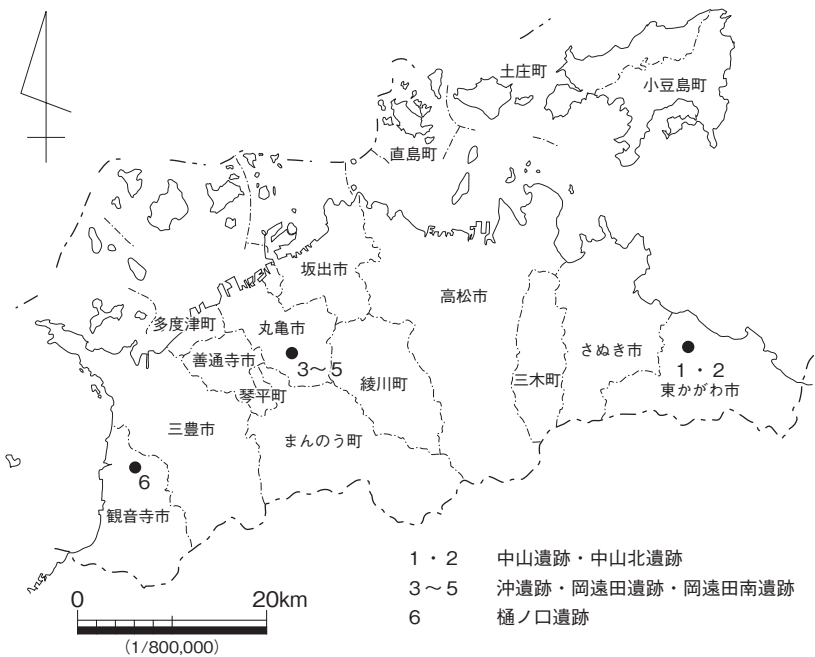 土庄町
小豆島町
直島町
坂出市
高松市
多度津町
丸亀市
さぬき市
善通寺市
3〜5
1・2
琴平町
綾川町
三木町
東かがわ市
三豊市
まんのう町
6
観音寺市
1・2 中山遺跡・中山北遺跡
3〜5 沖遺跡・岡遠田遺跡・岡遠田南遺跡
6 樋ノ口遺跡
0 20km
(1/800,000)